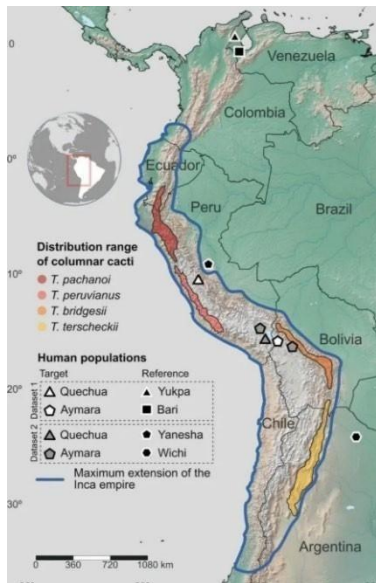 0
Venezuela
Colombia
0°
Ecuador
Peru
Brazil
Distribution range
of columnar cacti
T. pachanoi
T. peruvianus
T. bridgesii
T. terscheckii
10°
Bolivia
Human populations
Target Reference
Dataset 1
Quechua Yukpa
Aymara Bari
20°
Dataset 2
Quechua Yanesha
Aymara Wichi
Chile
Maximum extension of the
Inca empire
30°
Argentina
0 360 720 1080 km